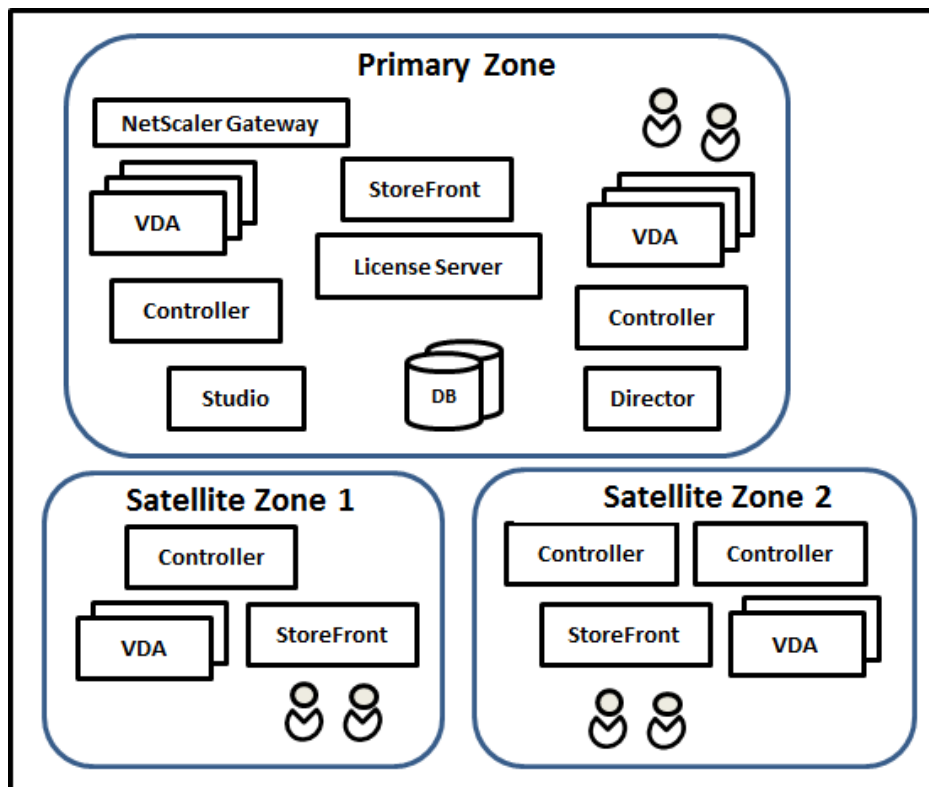 Primary Zone
NetScaler Gateway
StoreFront
VDA
VDA
License Server
Controller
Controller
Studio
DB
Director
Satellite Zone 1
Controller
VDA
StoreFront
Satellite Zone 2
Controller
Controller
StoreFront
VDA